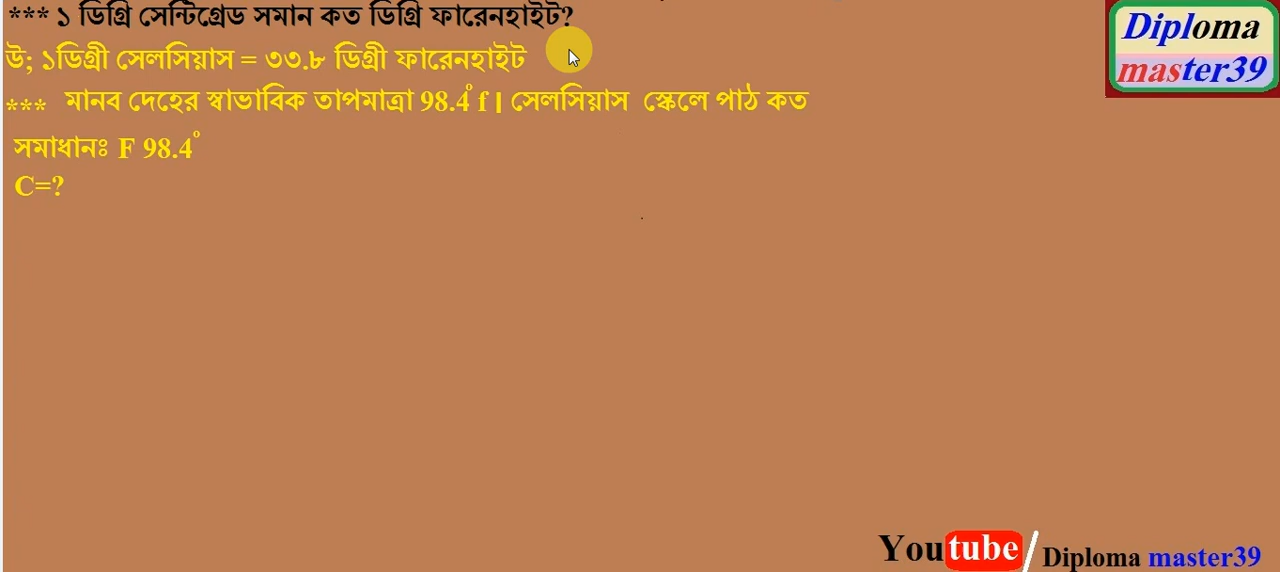 *** ১ ডিগ্রি সেন্টিগ্রেড সমান কত ডিগ্রি ফারেনহাইট?
উ; ১ডিগ্রী সেলসিয়াস = ৩৩.৮ ডিগ্রী ফারেনহাইট
*** মানব দেহের স্বাভাবিক তাপমাত্রা 98.4° f। সেলসিয়াস স্কেলে পাঠ কত
সমাধানঃ F 98.4°
C=?
Diploma
master39
Youtube/Diploma master39